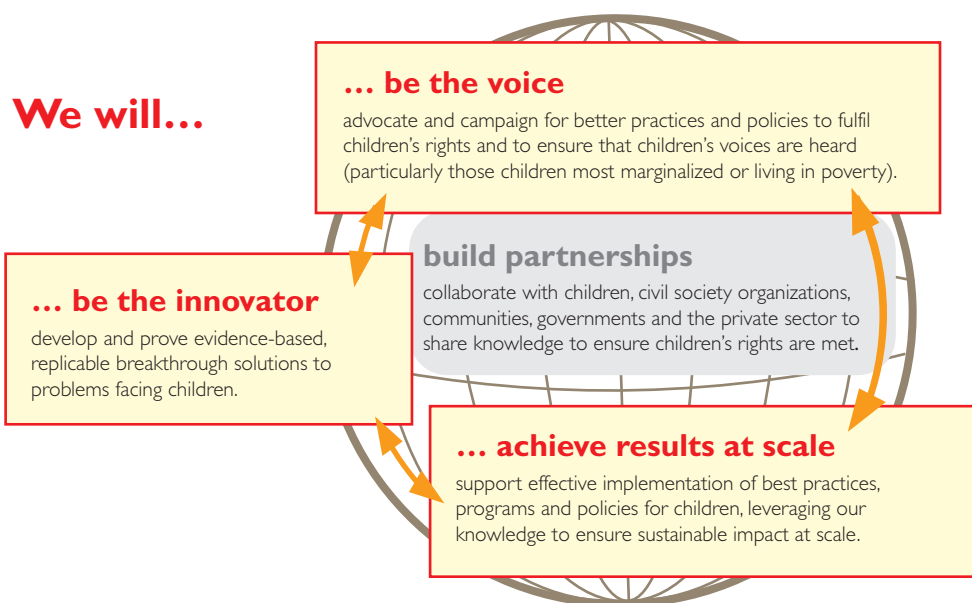 We will…
… be the voice
advocate and campaign for better practices and policies to fulfil
children’s rights and to ensure that children’s voices are heard
(particularly those children most marginalized or living in poverty).
build partnerships
collaborate with children, civil society organizations,
communities, governments and the private sector to
share knowledge to ensure children’s rights are met.
… be the innovator
develop and prove evidence-based,
replicable breakthrough solutions to
problems facing children.
… achieve results at scale
support effective implementation of best practices,
programs and policies for children, leveraging our
knowledge to ensure sustainable impact at scale.